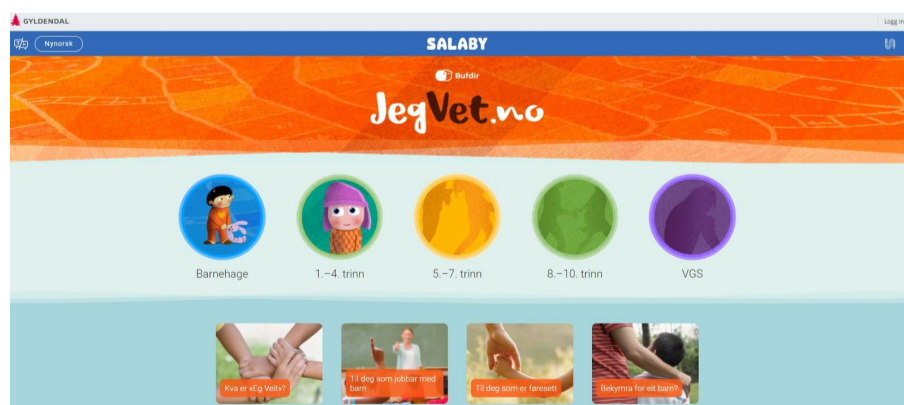 GYLDENDAL
Logg in
Nynorsk
SALABY
Bufdir
JegVet.no
Barnehage
1.–4. trinn
5.–7. trinn
8.–10. trinn
VGS
Kva er «Eg Veit»?
Til deg som jobbar med
barn
Til deg som er føresett
Bekymra for eit barn?